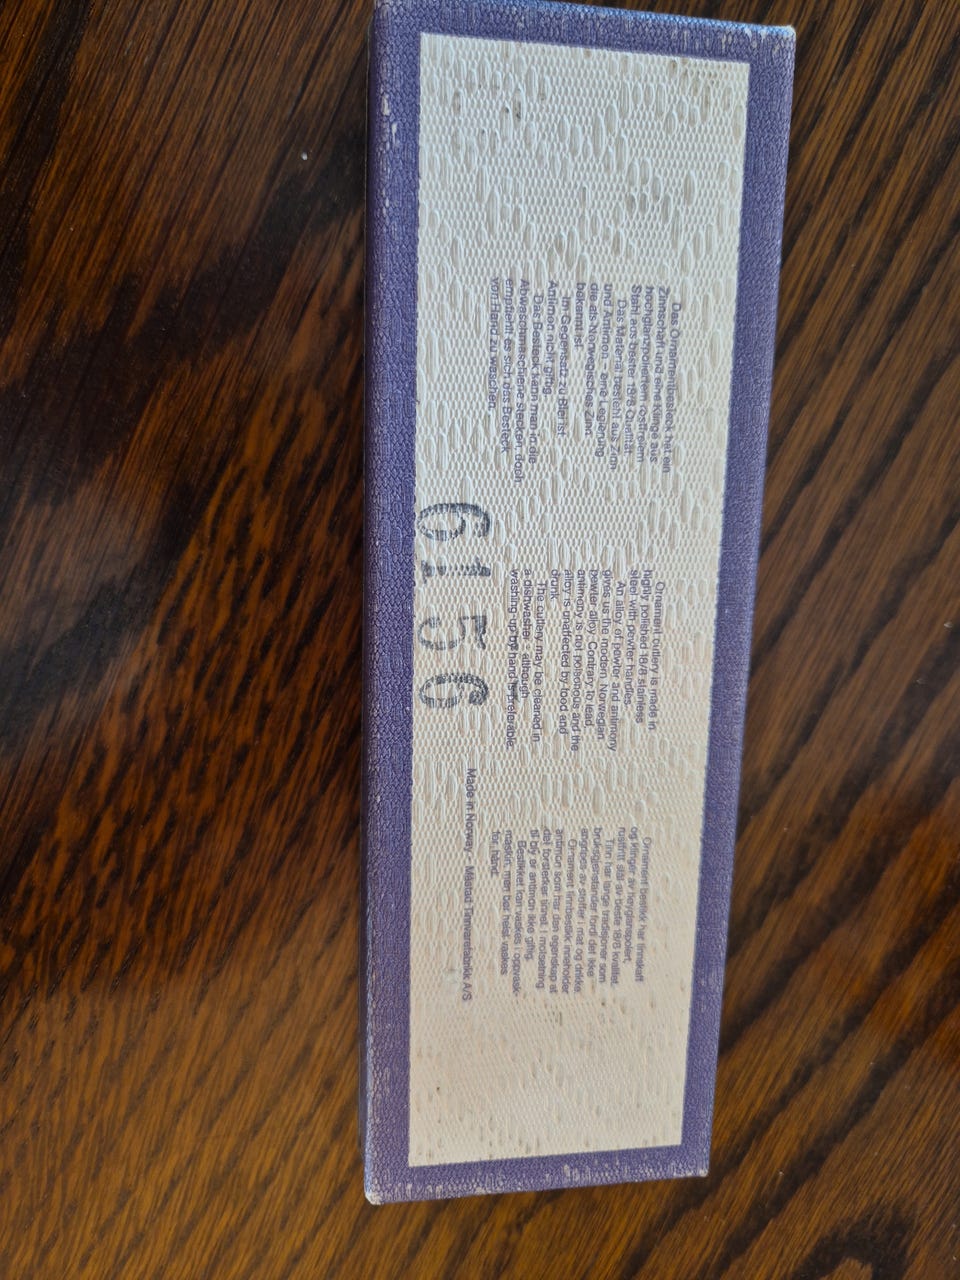 Das Ornamentbesteck hat ein
Zinnschaft und eine Klinge aus
hochglanzpoliertem rostfreiem
Stahl aus bester 18/8 Qualität.
Das Material besteht aus Zinn
und Antimon – eine Legierung
die als Norwegisches Zinn
bekannt ist.
Im Gegensatz zu Blei ist
Antimon nicht giftig.
Das Besteck kann man in die
Abwaschmaschiene stecken, doch
empfiehlt es sich das Besteck
von Hand zu waschen.
Ornament cutlery is made in
highly polished 18/8 stainless
steel with pewter handles.
An alloy of pewter and antimony
gives us the modern, Norwegian
pewter alloy. Contrary to lead,
antimony is not poisonous and the
alloy is unaffected by food and
drink.
The cutlery may be cleaned in
a dishwasher – although
washing-up by hand is preferable.
Ornament bestikk har tinnskaft
og klinger av høyglanspolert,
rustfritt stål av beste 18/8 kvalitet.
Tinn har lange tradisjoner som
bruksgjenstander fordi det ikke
angripes av stoffer i mat og drikke.
Ornament tinnbestikk inneholder
antimon som har den egenskap at
det forsterker tinnet. I motsetning
til bly er antimon ikke giftig.
Bestikket kan vaskes i oppvask-
maskin, men bør helst vaskes
for hånd.
Made in Norway - Måstad Tinnvarefabrikk A/S
6156